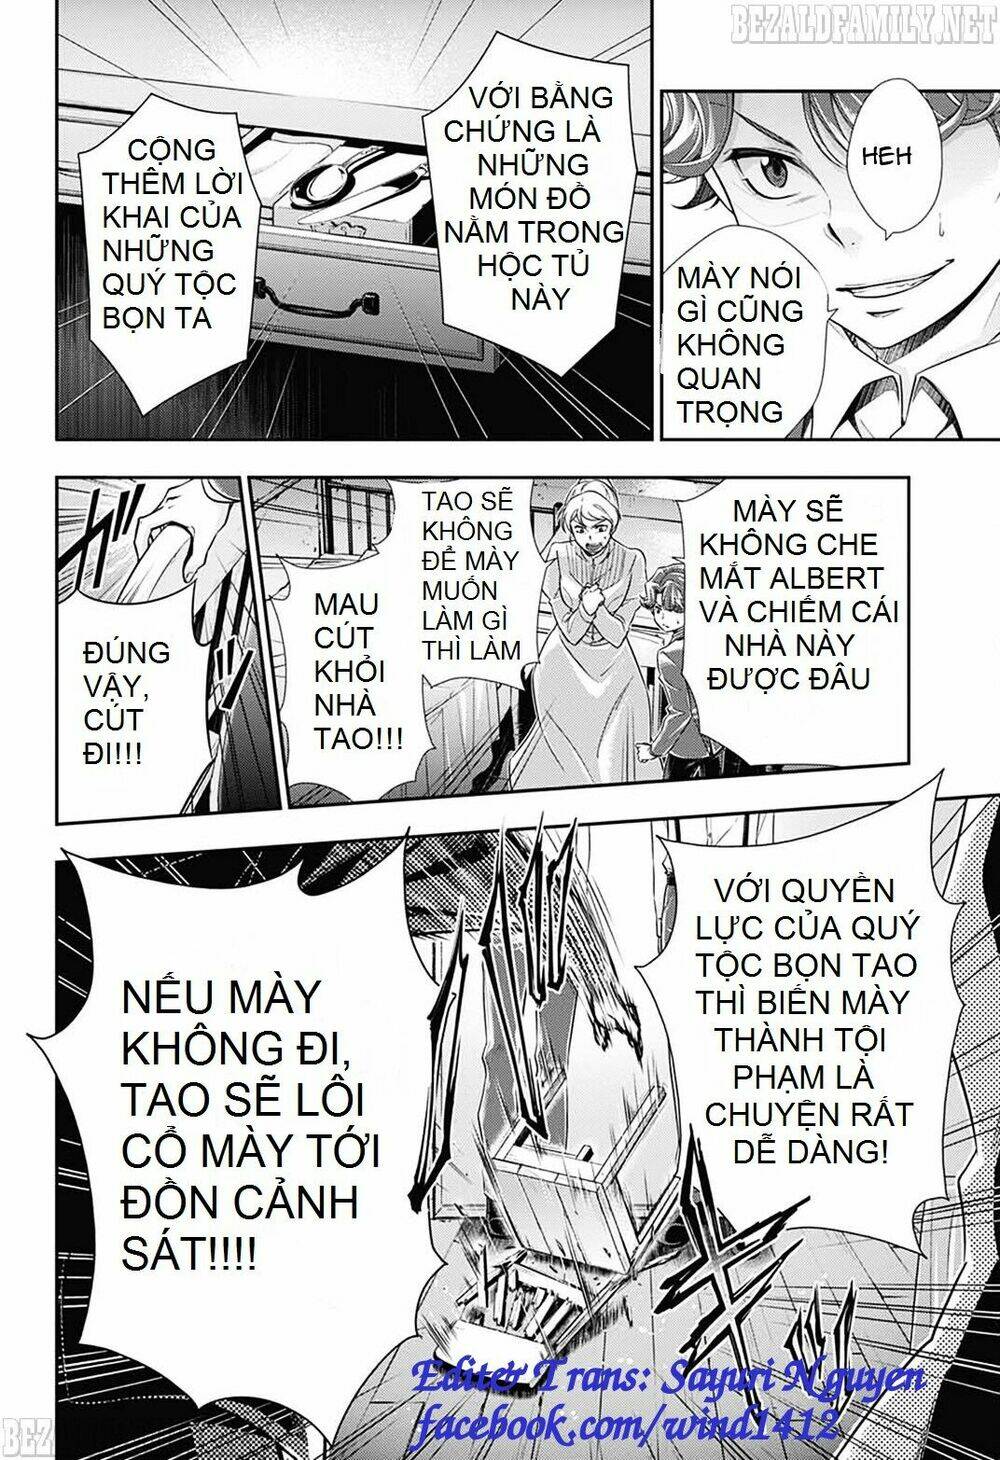 BEZALDFAMILY.NET
HEH
MÀY NÓI
GÌ CŨNG
KHÔNG
QUAN
TRỌNG
VỚI BẰNG
CHỨNG LÀ
NHỮNG
MÓN ĐỒ
NẰM TRONG
HỘC TỦ
NÀY
CỘNG
THÊM LỜI
KHAI CỦA
NHỮNG
QUÝ TỘC
BỌN TA
MÀY SẼ
KHÔNG CHE
MẮT ALBERT
VÀ CHIẾM CÁI
NHÀ NÀY
ĐƯỢC ĐÂU
TAO SẼ
KHÔNG
ĐỂ MÀY
MUỐN
LÀM GÌ
THÌ LÀM
MAU
CÚT
KHỎI
NHÀ
TAO!!!
ĐÚNG
VẬY,
CÚT
ĐI!!!
VỚI QUYỀN
LỰC CỦA QUÝ
TỘC BỌN TAO
THÌ BIẾN MÀY
THÀNH TỘI
PHẠM LÀ
CHUYỆN RẤT
DỄ DÀNG!
NẾU MÀY
KHÔNG ĐI,
TAO SẼ LÔI
CỔ MÀY TỚI
ĐỒN CẢNH
SÁT!!!!
Edit&Trans: Sayuri Nguyen
facebook.com/wind1412
BEZALDFAMILY.NET